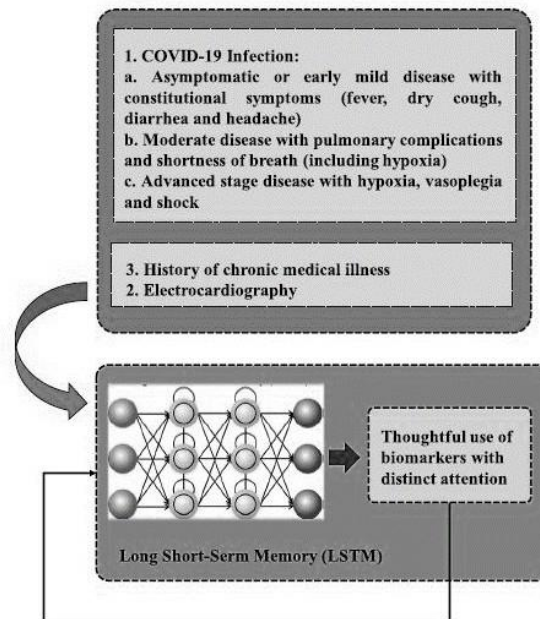 1. COVID-19 Infection:
a. Asymptomatic or early mild disease with
constitutional symptoms (fever, dry cough,
diarrhea and headache)
b. Moderate disease with pulmonary complications
and shortness of breath (including hypoxia)
c. Advanced stage disease with hypoxia, vasoplegia
and shock
3. History of chronic medical illness
2. Electrocardiography
Thoughtful use of
biomarkers with
distinct attention
Long Short-Serm Memory (LSTM)